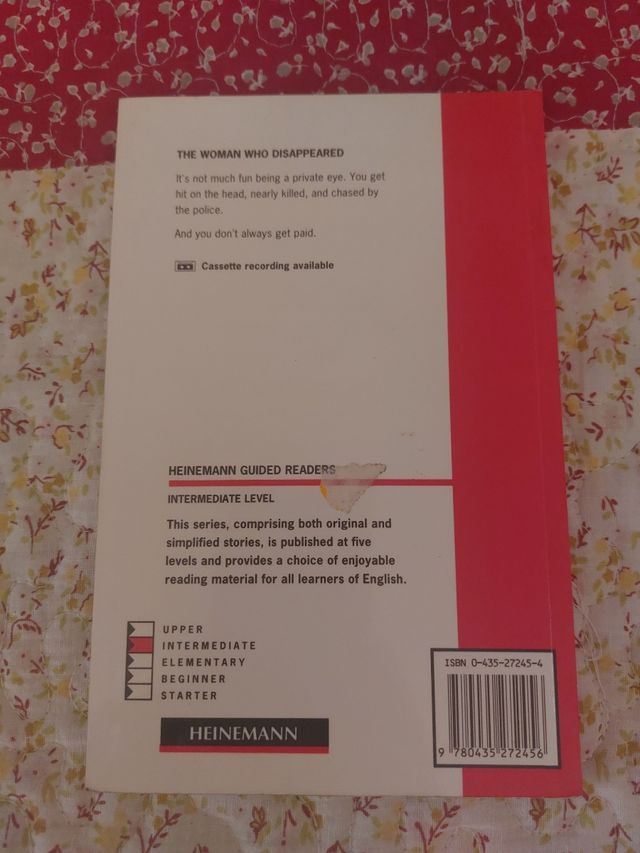 THE WOMAN WHO DISAPPEARED
It's not much fun being a private eye. You get
hit on the head, nearly killed, and chased by
the police.
And you don't always get paid.
Cassette recording available
HEINEMANN GUIDED READERS
INTERMEDIATE LEVEL
This series, comprising both original and
simplified stories, is published at five
levels and provides a choice of enjoyable
reading material for all learners of English.
UPPER
INTERMEDIATE
ELEMENTARY
BEGINNER
STARTER
HEINEMANN
ISBN 0-435-27245-4
9 780435 272456